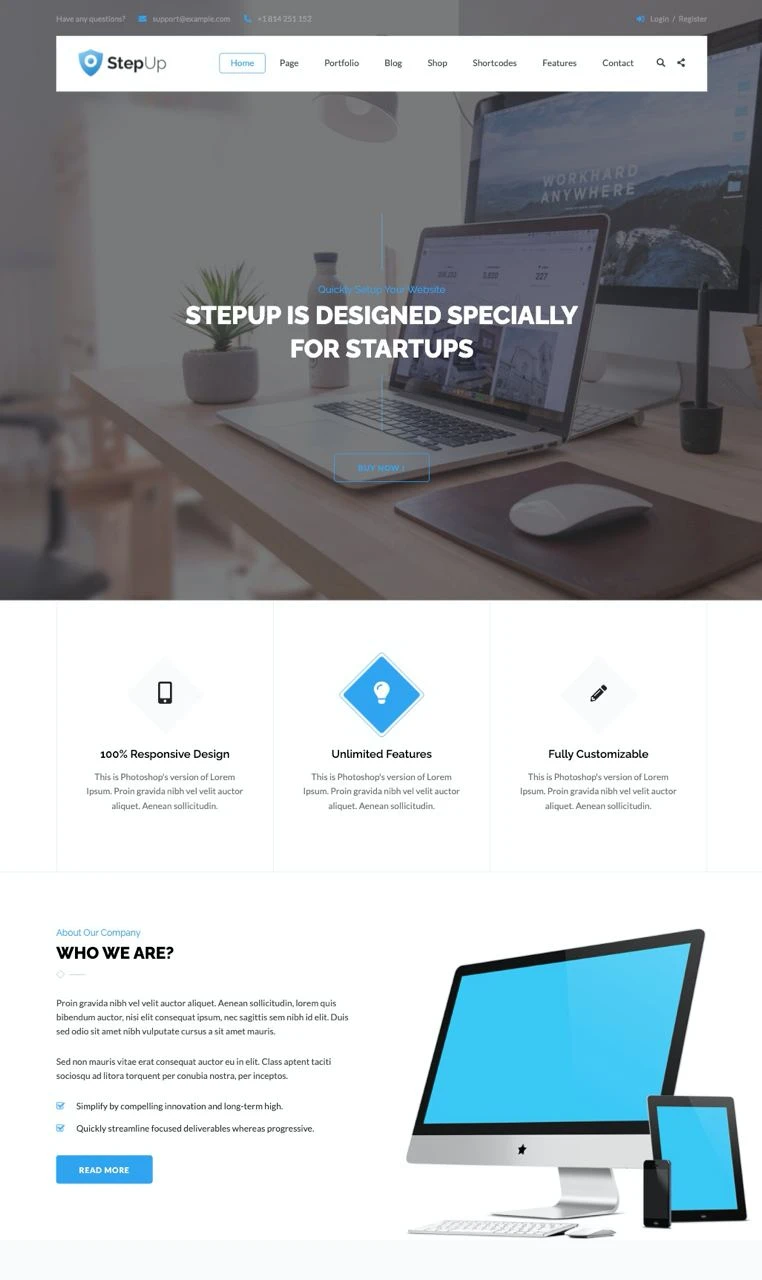 Have any questions? support@example.com +1 814 251 152 Login / Register
StepUp Home Page Portfolio Blog Shop Shortcodes Features Contact
WORKHARD
ANYWHERE
Quickly Setup Your Website
STEPUP IS DESIGNED SPECIALLY
FOR STARTUPS
BUY NOW !
100% Responsive Design
This is Photoshop's version of Lorem
Ipsum. Proin gravida nibh vel velit auctor
aliquet. Aenean sollicitudin.
Unlimited Features
This is Photoshop's version of Lorem
Ipsum. Proin gravida nibh vel velit auctor
aliquet. Aenean sollicitudin.
Fully Customizable
This is Photoshop's version of Lorem
Ipsum. Proin gravida nibh vel velit auctor
aliquet. Aenean sollicitudin.
About Our Company
WHO WE ARE?
Proin gravida nibh vel velit auctor aliquet. Aenean sollicitudin, lorem quis
bibendum auctor, nisi elit consequat ipsum, nec sagittis sem nibh id elit. Duis
sed odio sit amet nibh vulputate cursus a sit amet mauris.
Sed non mauris vitae erat consequat auctor eu in elit. Class aptent taciti
sociosqu ad litora torquent per conubia nostra, per inceptos.
Simplify by compelling innovation and long-term high.
Quickly streamline focused deliverables whereas progressive.
READ MORE